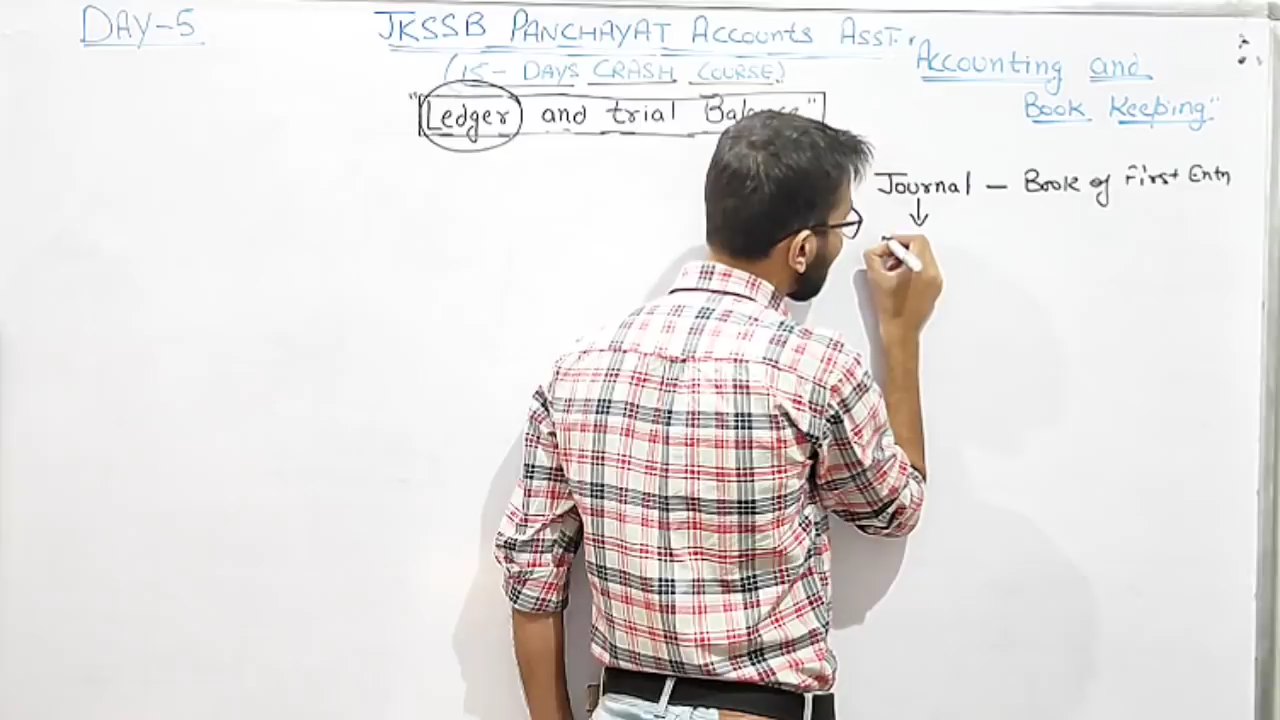 DAY-5
JKSSB PANCHAYAT Accounts ASST.
(15-DAYS CRASH COURSE)
"Accounting and
Book Keeping"
"Ledger and trial Balance"
Journal - Book of First Entry